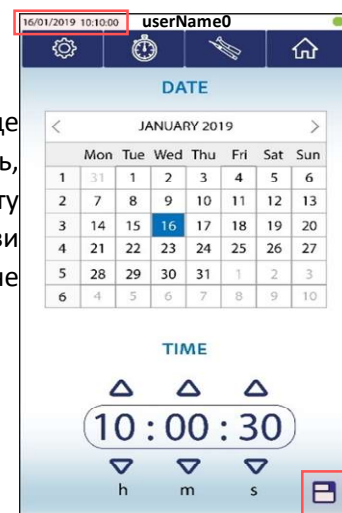 16/01/2019 10:10:00 userName0
DATE
< JANUARY 2019 >
Mon Tue Wed Thu Fri Sat Sun
1 31 1 2 3 4 5 6
2 7 8 9 10 11 12 13
3 14 15 16 17 18 19 20
4 21 22 23 24 25 26 27
5 28 29 30 31 1 2 3
6 4 5 6 7 8 9 10
TIME
10 : 00 : 30
h m s